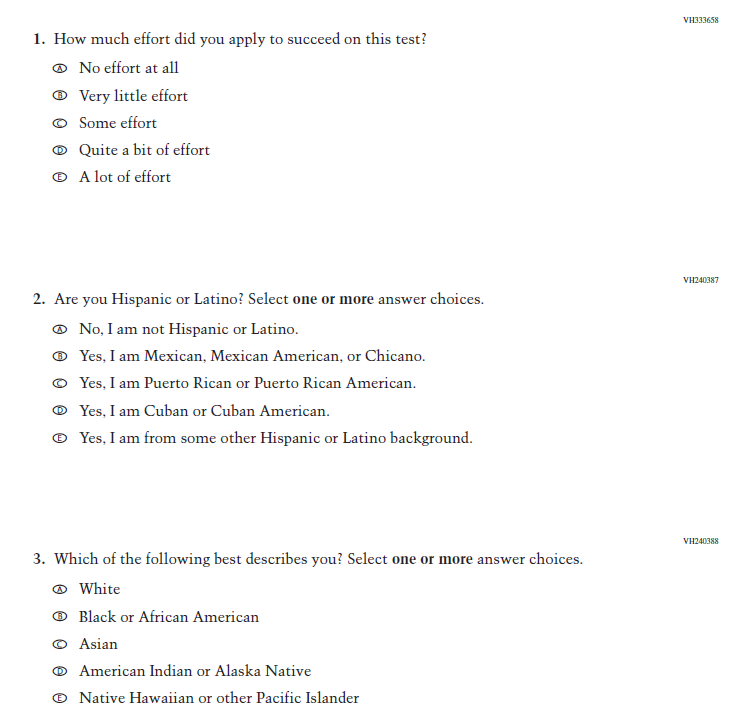 VH333658
1. How much effort did you apply to succeed on this test?
A No effort at all
B Very little effort
C Some effort
D Quite a bit of effort
E A lot of effort
VH240387
2. Are you Hispanic or Latino? Select one or more answer choices.
A No, I am not Hispanic or Latino.
B Yes, I am Mexican, Mexican American, or Chicano.
C Yes, I am Puerto Rican or Puerto Rican American.
D Yes, I am Cuban or Cuban American.
E Yes, I am from some other Hispanic or Latino background.
VH240388
3. Which of the following best describes you? Select one or more answer choices.
A White
B Black or African American
C Asian
D American Indian or Alaska Native
E Native Hawaiian or other Pacific Islander